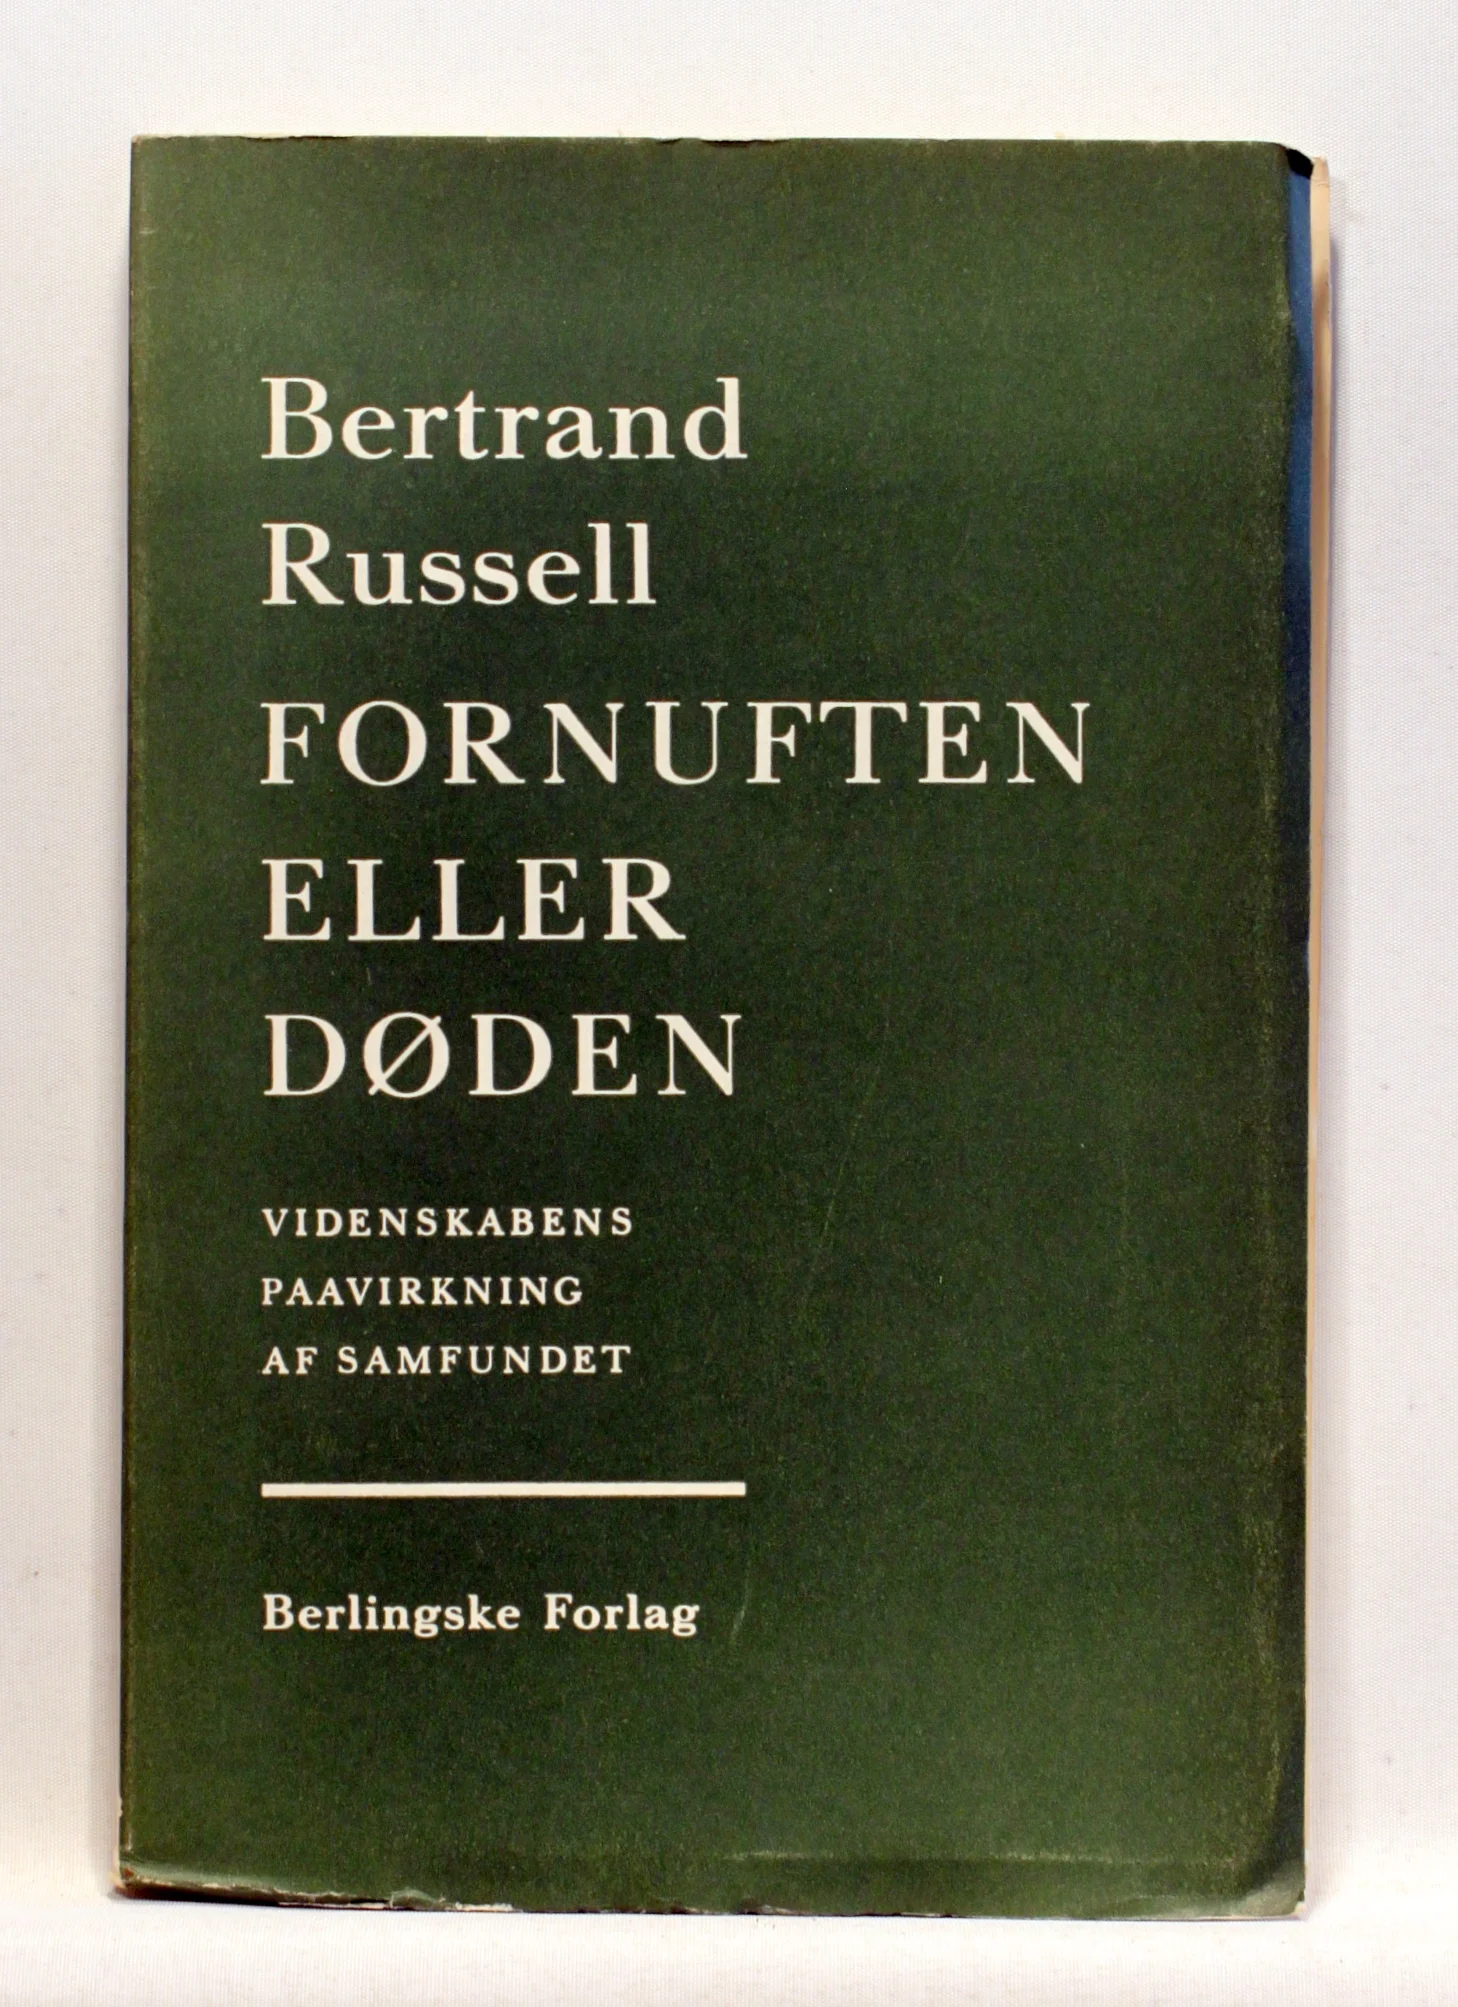 Bertrand
Russell
FORNUFTEN
ELLER
DØDEN
VIDENSKABENS
PAAVIRKNING
AF SAMFUNDET
Berlingske Forlag